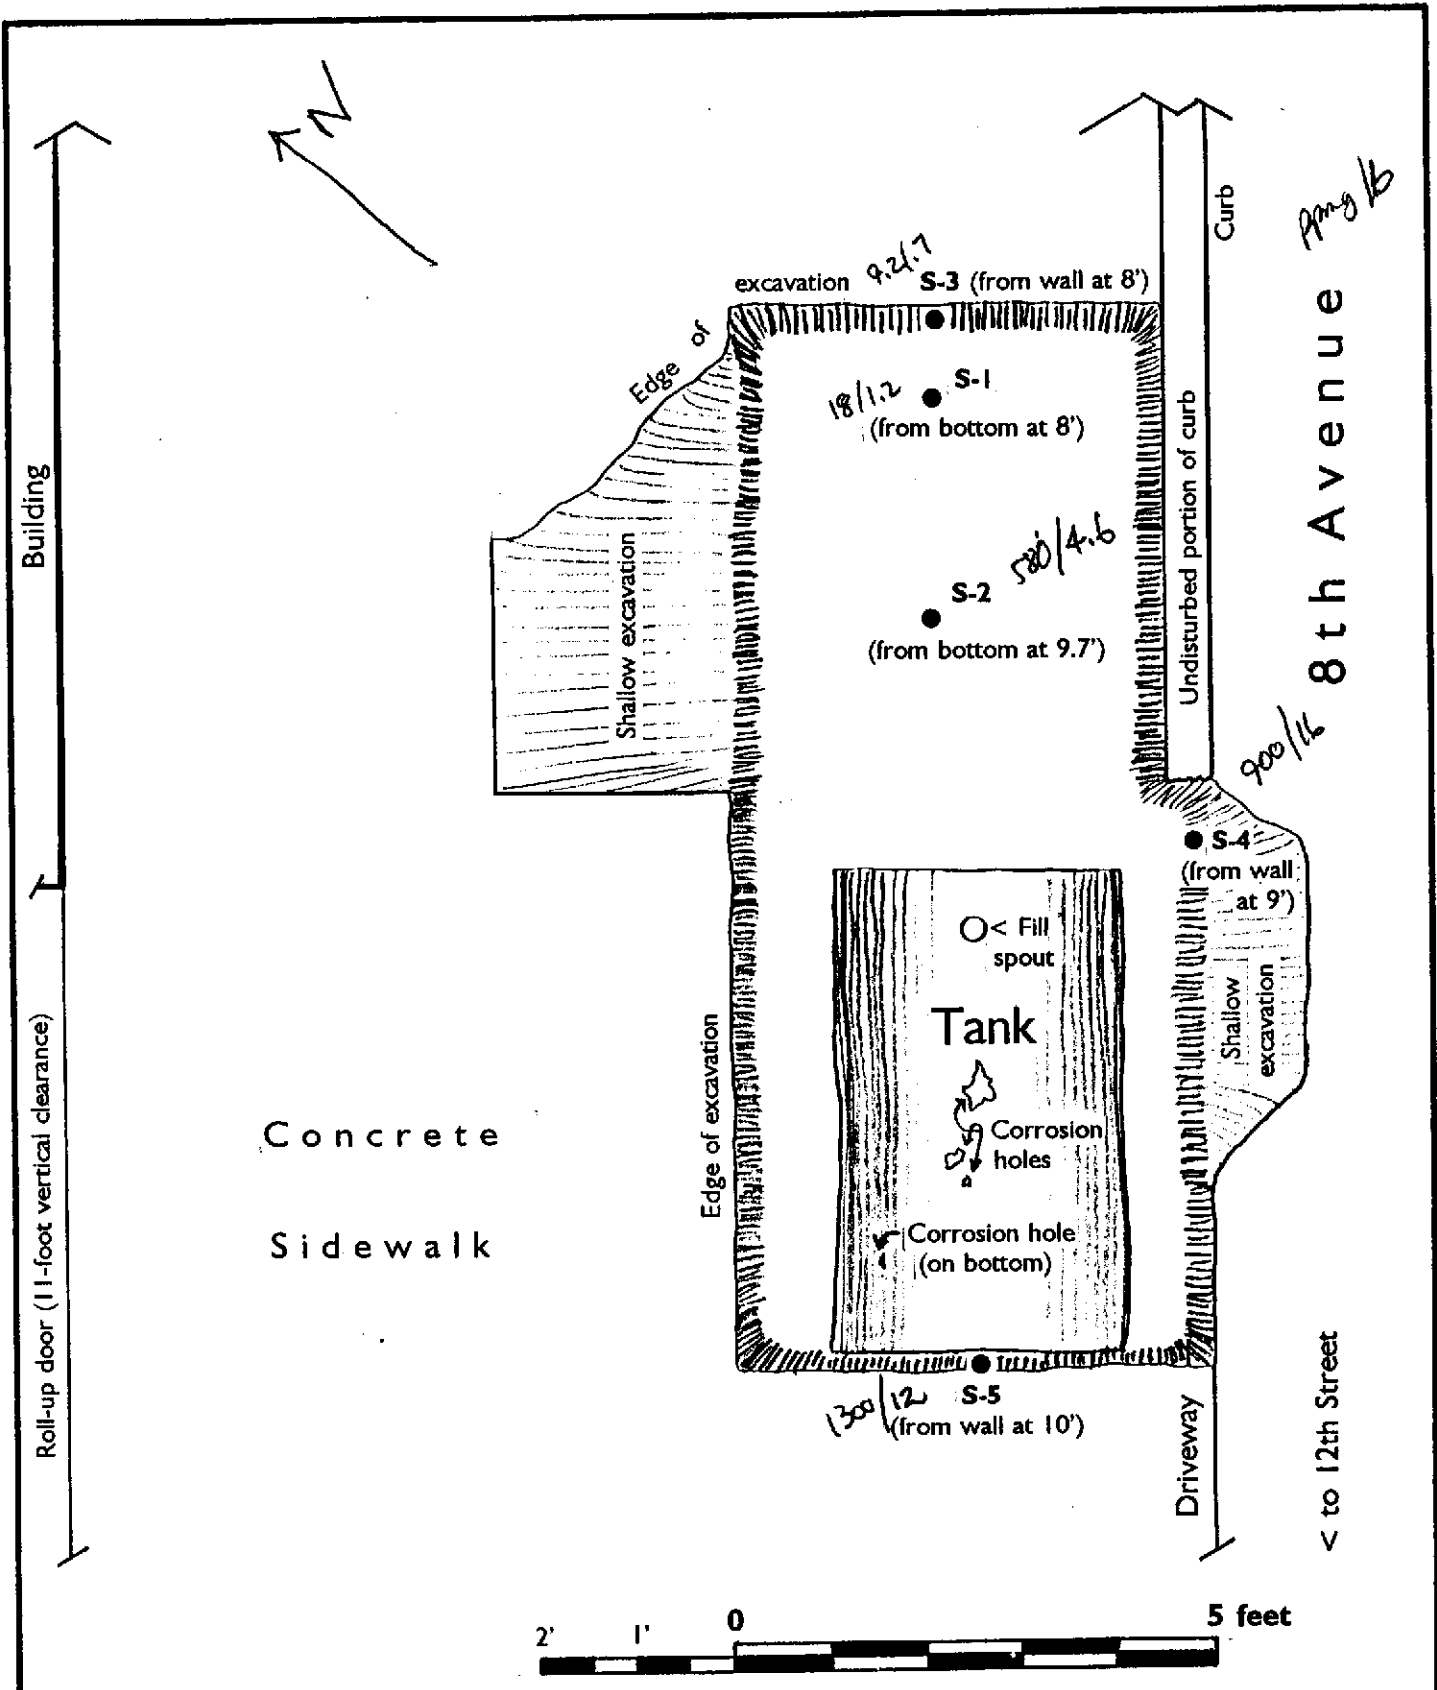 N
Curb
excavation 9.2/.7 S-3 (from wall at 8')
Edge of
18/1.2 S-1
(from bottom at 8')
Building
Shallow excavation
580/4.6
S-2
(from bottom at 9.7')
Undisturbed portion of curb
8th Avenue
900/16
S-4
(from wall
at 9')
< Fill
spout
Tank
Shallow
excavation
Corrosion
holes
Edge of excavation
Corrosion hole
(on bottom)
Concrete
Sidewalk
Roll-up door (11-foot vertical clearance)
1300/12 S-5
(from wall at 10')
Driveway
< to 12th Street
2' 1' 0 5 feet